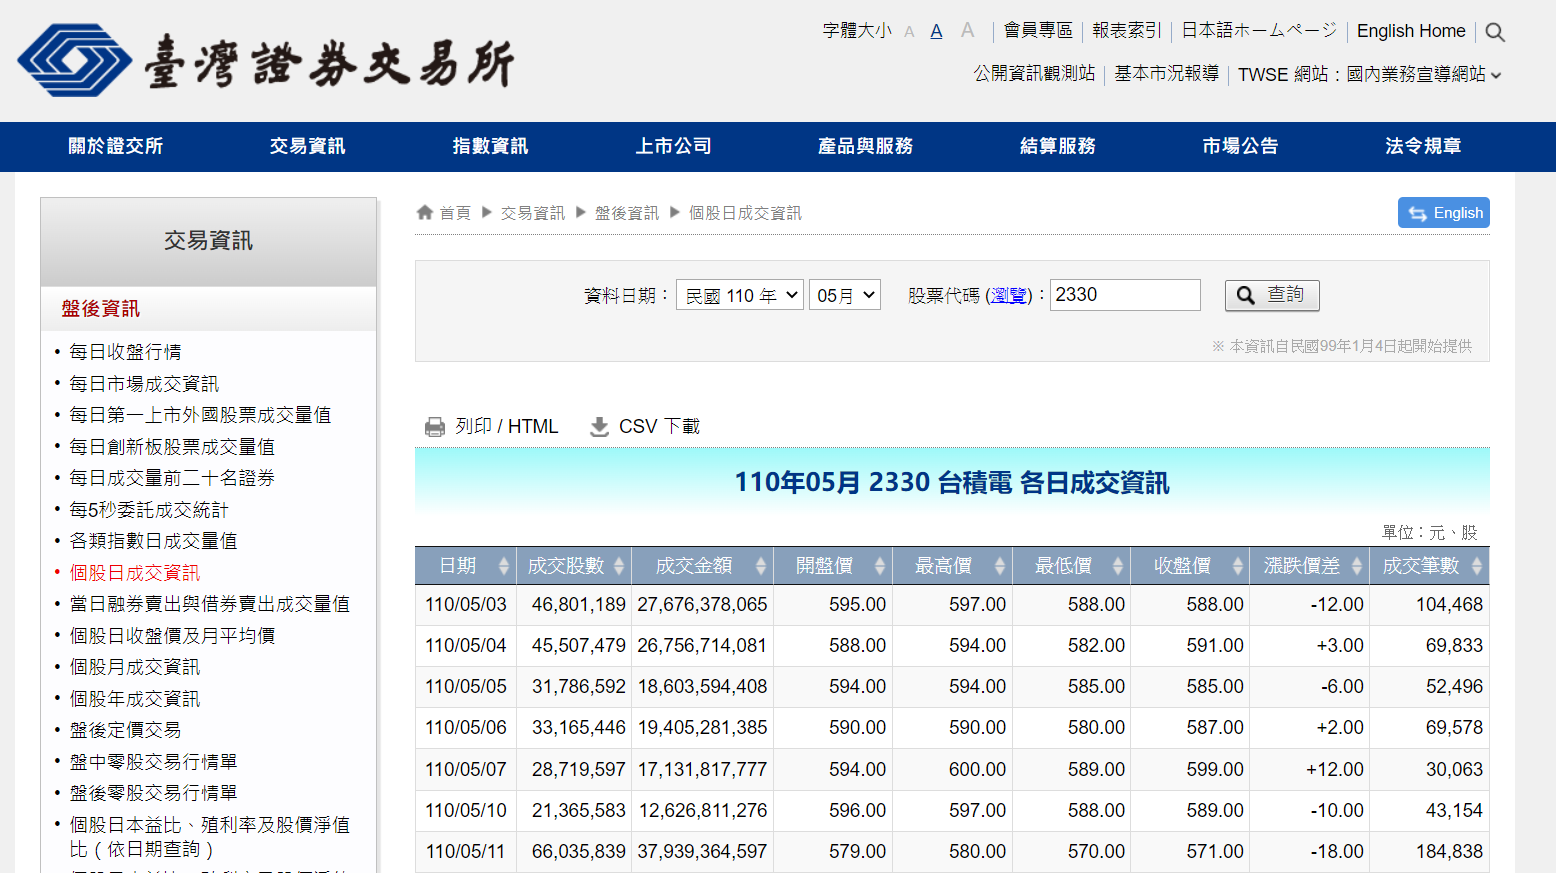 臺灣證券交易所
字體大小 A A A 會員專區 報表索引 日本語ホームページ English Home
公開資訊觀測站 基本市況報導 TWSE 網站：國內業務宣導網站
關於證交所 交易資訊 指數資訊 上市公司 產品與服務 結算服務 市場公告 法令規章
交易資訊
盤後資訊
• 每日收盤行情
• 每日市場成交資訊
• 每日第一上市外國股票成交量值
• 每日創新板股票成交量值
• 每日成交量前二十名證券
• 每5秒委託成交統計
• 各類指數日成交量值
• 個股日成交資訊
• 當日融券賣出與借券賣出成交量值
• 個股日收盤價及月平均價
• 個股月成交資訊
• 個股年成交資訊
• 盤後定價交易
• 盤中零股交易行情單
• 盤後零股交易行情單
• 個股日本益比、殖利率及股價淨值
比（依日期查詢）
首頁 ▶ 交易資訊 ▶ 盤後資訊 ▶ 個股日成交資訊
English
資料日期： 民國 110 年 05月 股票代碼 (瀏覽)： 2330 查詢
※ 本資訊自民國99年1月4日起開始提供
列印 / HTML CSV 下載
110年05月 2330 台積電 各日成交資訊
單位：元、股
日期 成交股數 成交金額 開盤價 最高價 最低價 收盤價 漲跌價差 成交筆數
110/05/03 46,801,189 27,676,378,065 595.00 597.00 588.00 588.00 -12.00 104,468
110/05/04 45,507,479 26,756,714,081 588.00 594.00 582.00 591.00 +3.00 69,833
110/05/05 31,786,592 18,603,594,408 594.00 594.00 585.00 585.00 -6.00 52,496
110/05/06 33,165,446 19,405,281,385 590.00 590.00 580.00 587.00 +2.00 69,578
110/05/07 28,719,597 17,131,817,777 594.00 600.00 589.00 599.00 +12.00 30,063
110/05/10 21,365,583 12,626,811,276 596.00 597.00 588.00 589.00 -10.00 43,154
110/05/11 66,035,839 37,939,364,597 579.00 580.00 570.00 571.00 -18.00 184,838